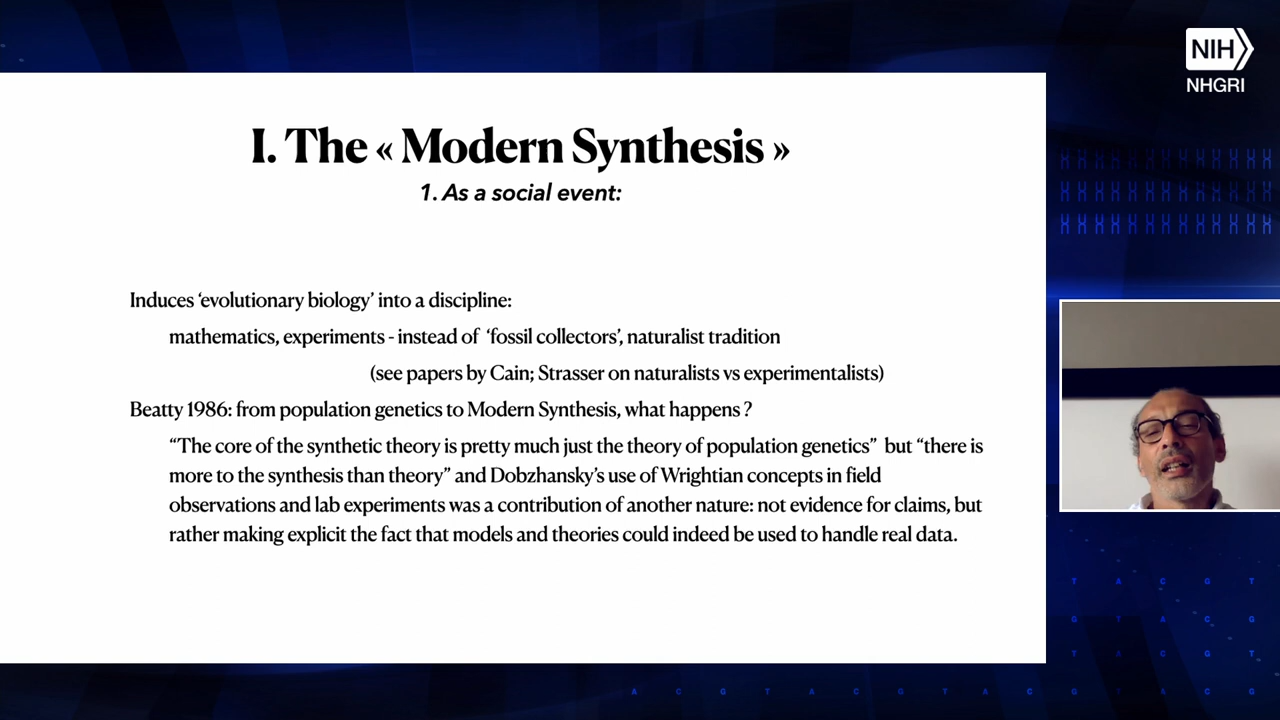 NIH
NHGRI
I. The « Modern Synthesis »
1. As a social event:
Induces ‘evolutionary biology’ into a discipline:
mathematics, experiments - instead of ‘fossil collectors’, naturalist tradition
(see papers by Cain; Strasser on naturalists vs experimentalists)
Beatty 1986: from population genetics to Modern Synthesis, what happens ?
“The core of the synthetic theory is pretty much just the theory of population genetics” but “there is
more to the synthesis than theory” and Dobzhansky’s use of Wrightian concepts in field
observations and lab experiments was a contribution of another nature: not evidence for claims, but
rather making explicit the fact that models and theories could indeed be used to handle real data.
T A C G T
G T A C G
T A C G T
A C G T A C G T A C G T A C G